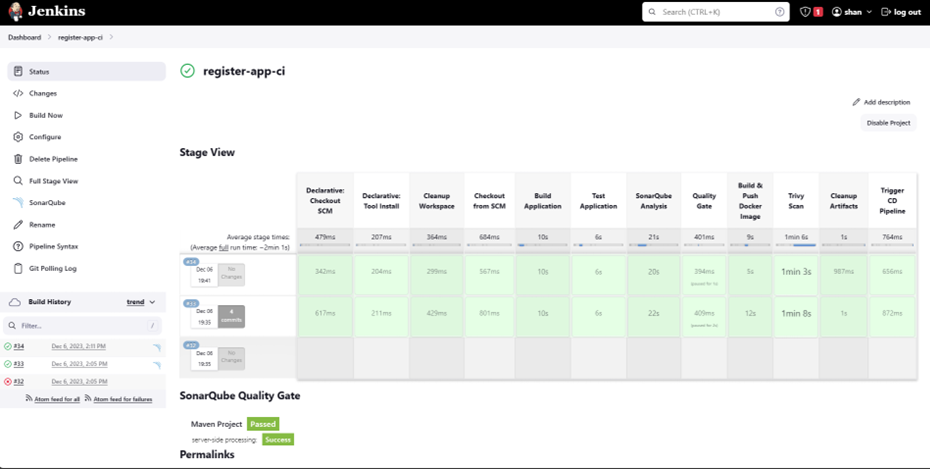 Jenkins
Search (CTRL+K)
1
shan
log out
Dashboard
register-app-ci
Status
Changes
Build Now
Configure
Delete Pipeline
Full Stage View
SonarQube
Rename
Pipeline Syntax
Git Polling Log
Build History
trend
Filter...
/
#34 Dec 6, 2023, 2:11 PM
#33 Dec 6, 2023, 2:05 PM
#32 Dec 6, 2023, 2:05 PM
Atom feed for all Atom feed for failures
register-app-ci
Add description
Disable Project
Stage View
Declarative: Checkout SCM
Declarative: Tool Install
Cleanup Workspace
Checkout from SCM
Build Application
Test Application
SonarQube Analysis
Quality Gate
Build & Push Docker Image
Trivy Scan
Cleanup Artifacts
Trigger CD Pipeline
Average stage times:
(Average full run time: ~2min 1s)
479ms 207ms 364ms 684ms 10s 6s 21s 401ms 9s 1min 6s 1s 764ms
#34
Dec 06
19:41
No Changes
342ms 204ms 299ms 567ms 10s 6s 20s 394ms 5s 1min 3s 987ms 656ms
#33
Dec 06
19:35
4 commits
617ms 211ms 429ms 801ms 10s 6s 22s 409ms 12s 1min 8s 1s 872ms
#32
Dec 06
19:35
No Changes
SonarQube Quality Gate
Maven Project Passed
server-side processing: Success
Permalinks